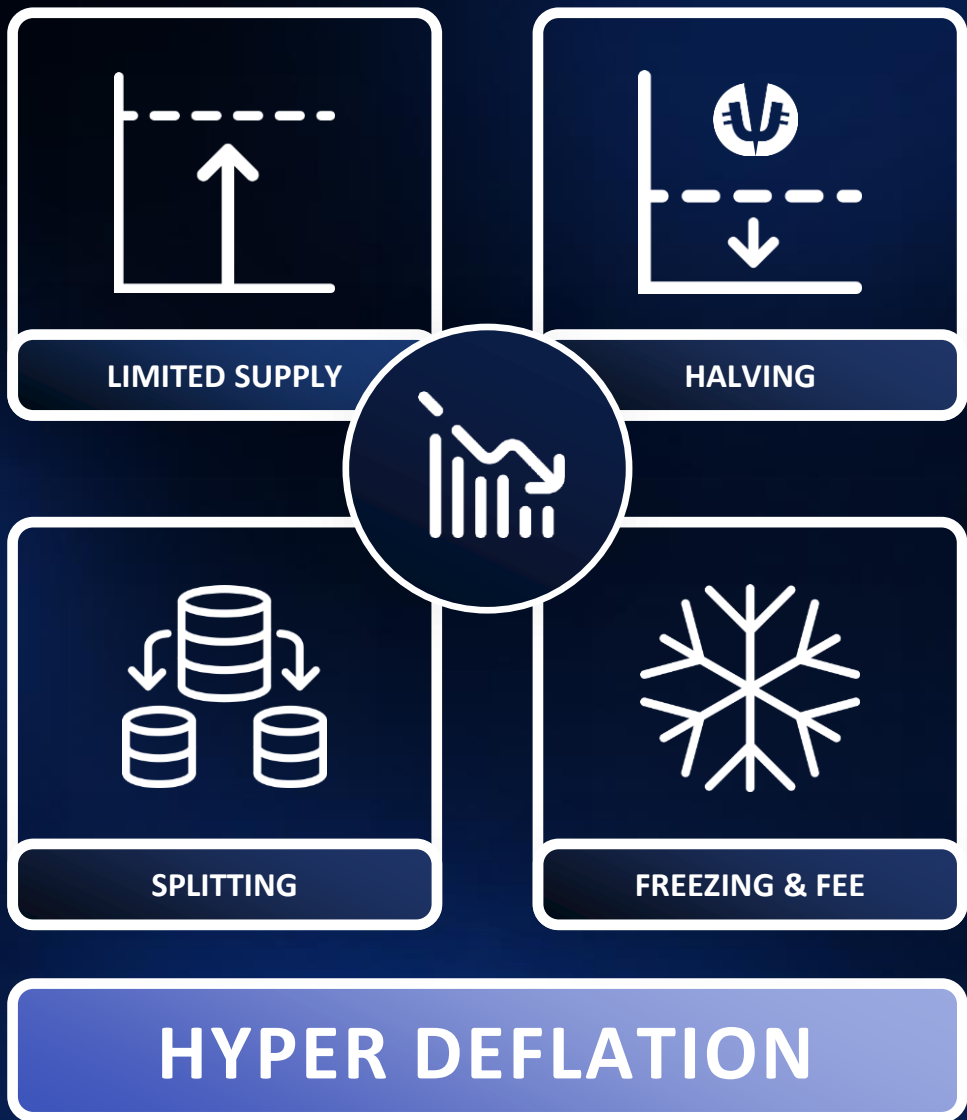 LIMITED SUPPLY
HALVING
SPLITTING
FREEZING & FEE
HYPER DEFLATION